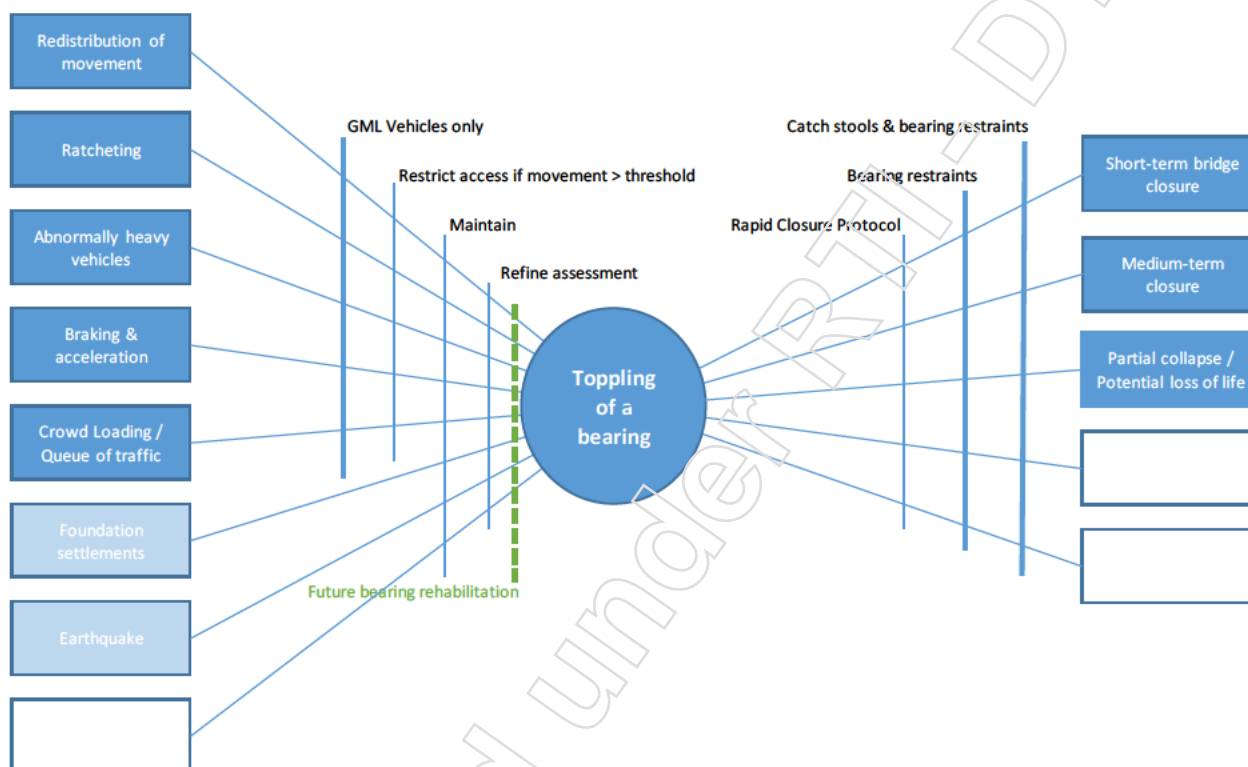 Redistribution of
movement
Ratcheting
Abnormally heavy
vehicles
Braking &
acceleration
Crowd Loading /
Queue of traffic
Foundation
settlements
Earthquake
GML Vehicles only
Restrict access if movement > threshold
Maintain
Refine assessment
Future bearing rehabilitation
Toppling
of a
bearing
Catch stools & bearing restraints
Bearing restraints
Rapid Closure Protocol
Short-term bridge
closure
Medium-term
closure
Partial collapse /
Potential loss of life
under RTI - D